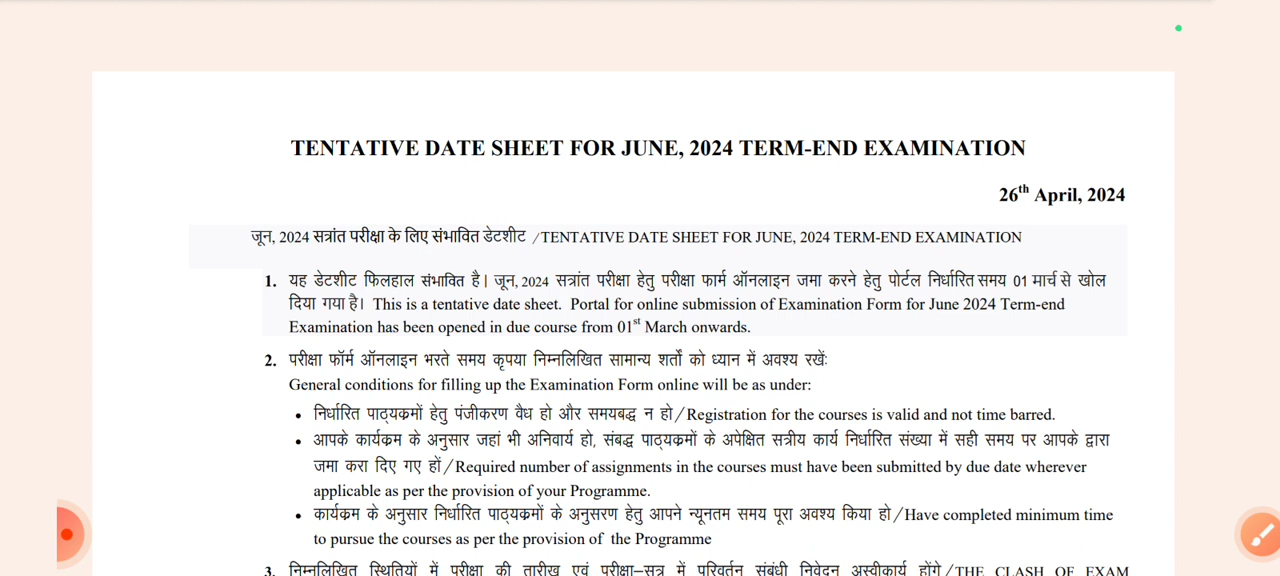 TENTATIVE DATE SHEET FOR JUNE, 2024 TERM-END EXAMINATION
26th April, 2024
जून, 2024 सत्रांत परीक्षा के लिए संभावित डेटशीट /TENTATIVE DATE SHEET FOR JUNE, 2024 TERM-END EXAMINATION
1. यह डेटशीट फिलहाल संभावित है। जून, 2024 सत्रांत परीक्षा हेतु परीक्षा फार्म ऑनलाइन जमा करने हेतु पोर्टल निर्धारित समय 01 मार्च से खोल
दिया गया है। This is a tentative date sheet. Portal for online submission of Examination Form for June 2024 Term-end
Examination has been opened in due course from 01st March onwards.
2. परीक्षा फॉर्म ऑनलाइन भरते समय कृपया निम्नलिखित सामान्य शर्तों को ध्यान में अवश्य रखें:
General conditions for filling up the Examination Form online will be as under:
• निर्धारित पाठ्यक्रमों हेतु पंजीकरण वैध हो और समयबद्ध न हो/Registration for the courses is valid and not time barred.
• आपके कार्यक्रम के अनुसार जहां भी अनिवार्य हो, संबद्ध पाठ्यक्रमों के अपेक्षित सत्रीय कार्य निर्धारित संख्या में सही समय पर आपके द्वारा
जमा करा दिए गए हों/Required number of assignments in the courses must have been submitted by due date wherever
applicable as per the provision of your Programme.
• कार्यक्रम के अनुसार निर्धारित पाठ्यक्रमों के अनुसरण हेतु आपने न्यूनतम समय पूरा अवश्य किया हो/Have completed minimum time
to pursue the courses as per the provision of the Programme
3. निम्नलिखित स्थितियों में परीक्षा की तारीख एवं परीक्षा–सत्र में परिवर्तन संबंधी निवेदन अस्वीकार्य होंगे/THE CLASH OF EXAM